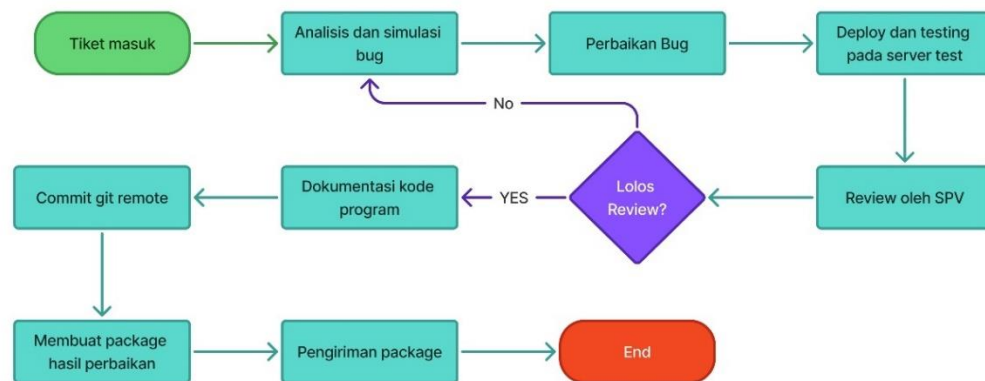 Tiket masuk
Analisis dan simulasi
bug
Perbaikan Bug
Deploy dan testing
pada server test
No
Commit git remote
Dokumentasi kode
program
YES
Lolos
Review?
Review oleh SPV
Membuat package
hasil perbaikan
Pengiriman package
End